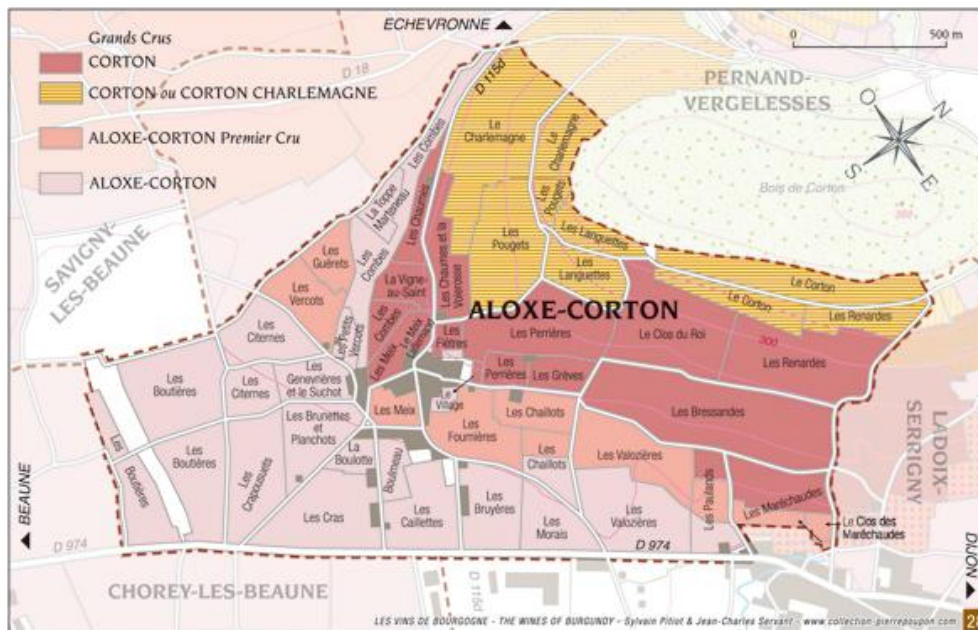 ECHEVRONNE
Grands Crus
CORTON
CORTON ou CORTON CHARLEMAGNE
ALOXE-CORTON Premier Cru
ALOXE-CORTON
0
500 m
D 18
D 115d
PERNAND-
VERGELESSES
O
N
S
E
Bois de Corton
Le
Charlemagne
Le
Charlemagne
Les Combes
La Toppe
Marteneau
Les Chaumes
Les
Pougets
Les
Pougets
Les Languettes
Les
Languettes
Le Corton
Le Corton
Les Renardes
SAVIGNY-
LES-BEAUNE
Les
Guérets
Les
Vercots
Les Combes
La Vigne-
au-Saint
Les Chaumes et la
Voierosse
ALOXE-CORTON
Les
Citernes
Les Petits
Vercots
Les
Combes
Les Meix
Le Meix
Lallemand
Les
Fiètres
Les Perrières
Le Clos du Roi
300
Les Renardes
Les
Boutières
Les
Citernes
Les
Genevrières
et le Suchot
Les
Perrières
Les Grèves
Le
Village
Les Meix
Les Chaillots
Les Bressandes
Les
Boutières
Les
Boutières
Les
Crapousuets
Les Brunettes
et
Planchots
La
Boulotte
Boulmeau
Les
Fournières
Les
Chaillots
Les Valozières
Les Cras
Les
Caillettes
Les
Bruyères
Les
Morais
Les
Valozières
Les Paulands
Les Maréchaudes
Le Clos des
Maréchaudes
LADOIX-
SERRIGNY
BEAUNE
D 974
D 974
DIJON
CHOREY-LES-BEAUNE
D 115d
LES VINS DE BOURGOGNE - THE WINES OF BURGUNDY - Sylvain Pitiot & Jean-Charles Servant - www.collection-pierrepoupon.com
2